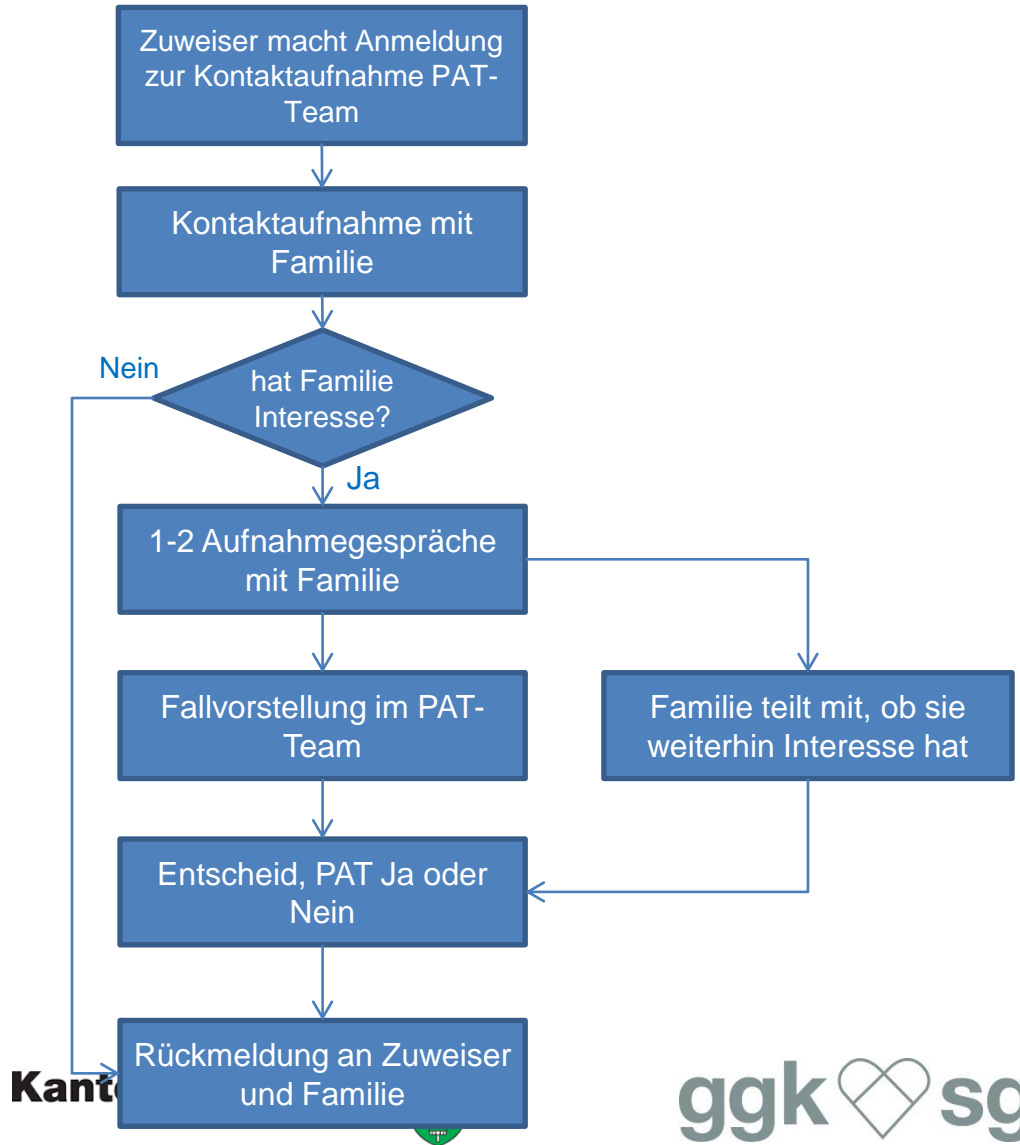 Zuweiser macht Anmeldung
zur Kontaktaufnahme PAT-
Team
Kontaktaufnahme mit
Familie
Nein
hat Familie
Interesse?
Ja
1-2 Aufnahmegespräche
mit Familie
Fallvorstellung im PAT-
Team
Familie teilt mit, ob sie
weiterhin Interesse hat
Entscheid, PAT Ja oder
Nein
Rückmeldung an Zuweiser
und Familie
ggk sg